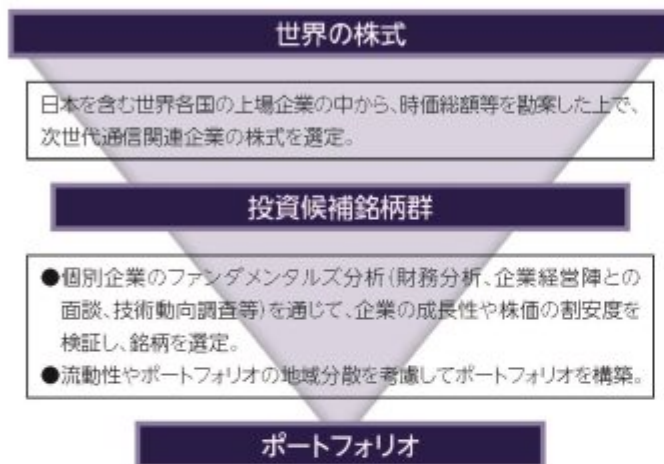 世界の株式
日本を含む世界各国の上場企業の中から、時価総額等を勘案した上で、
次世代通信関連企業の株式を選定。
投資候補銘柄群
●個別企業のファンダメンタルズ分析(財務分析、企業経営陣との
面談、技術動向調査等)を通じて、企業の成長性や株価の割安度を
検証し、銘柄を選定。
●流動性やポートフォリオの地域分散を考慮してポートフォリオを構築。
ポートフォリオ